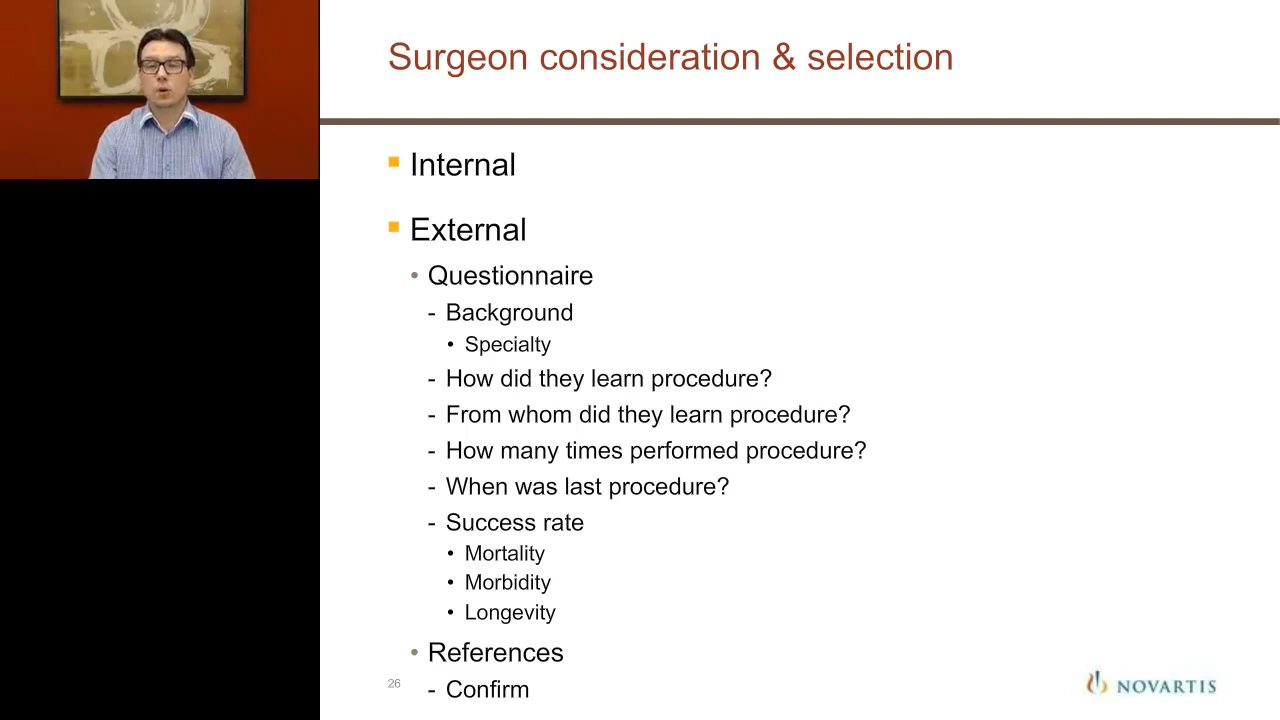 Surgeon consideration & selection
Internal
External
Questionnaire
- Background
Specialty
- How did they learn procedure?
- From whom did they learn procedure?
- How many times performed procedure?
- When was last procedure?
- Success rate
Mortality
Morbidity
Longevity
References
- Confirm
26
NOVARTIS